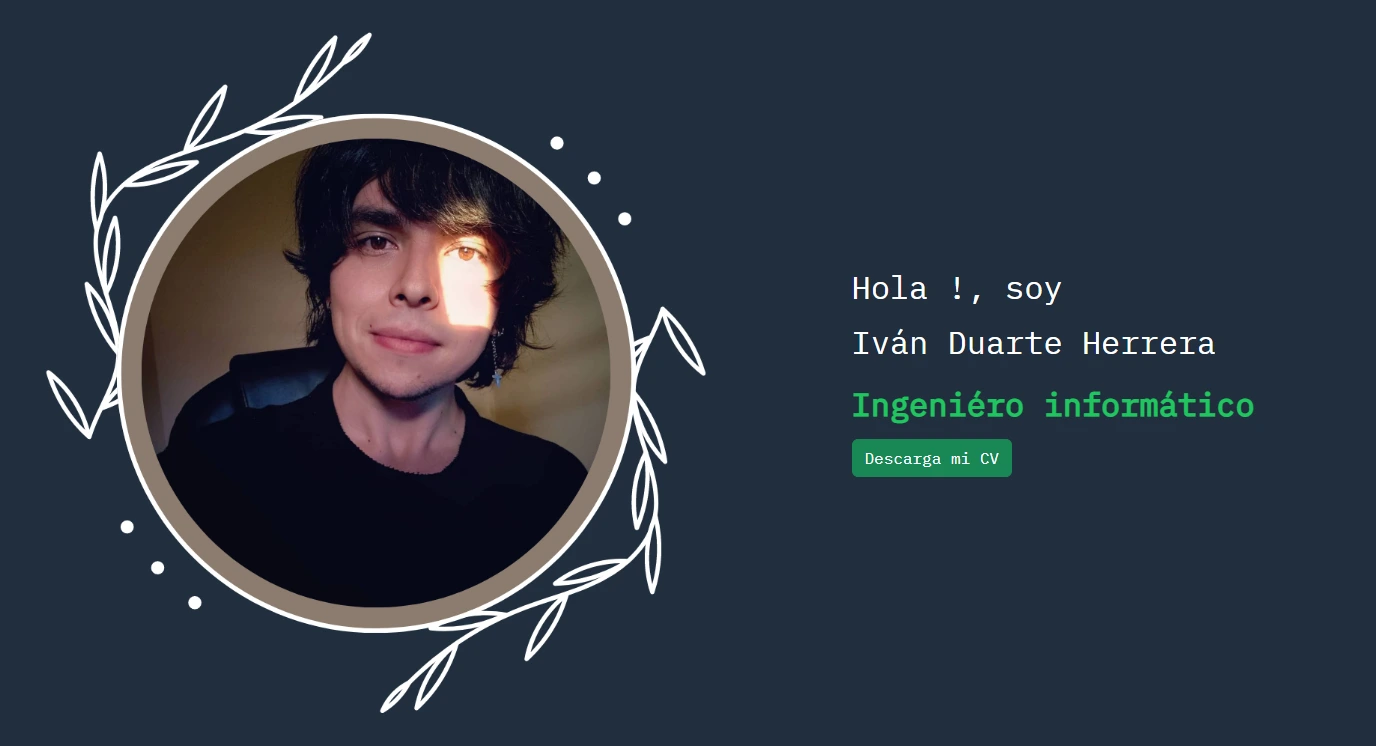 Hola !, soy
Iván Duarte Herrera
Ingeniéro informático
Descarga mi CV